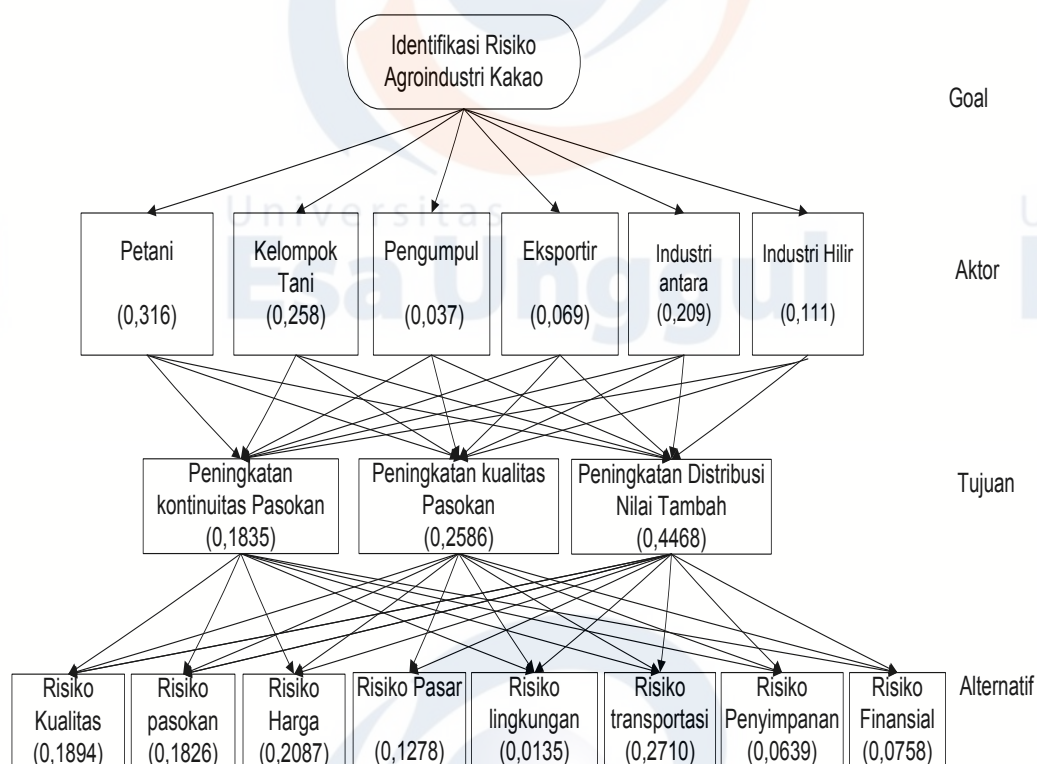 Identifikasi Risiko
Agroindustri Kakao
Goal
Universitas
Esa Unggul
Petani
(0,316)
Kelompok
Tani
(0,258)
Pengumpul
(0,037)
Eksportir
(0,069)
Industri
antara
(0,209)
Industri Hilir
(0,111)
Aktor
Peningkatan
kontinuitas Pasokan
(0,1835)
Peningkatan kualitas
Pasokan
(0,2586)
Peningkatan Distribusi
Nilai Tambah
(0,4468)
Tujuan
Risiko
Kualitas
(0,1894)
Risiko
pasokan
(0,1826)
Risiko
Harga
(0,2087)
Risiko Pasar
(0,1278)
Risiko
lingkungan
(0,0135)
Risiko
transportasi
(0,2710)
Risiko
Penyimpanan
(0,0639)
Risiko
Finansial
(0,0758)
Alternatif